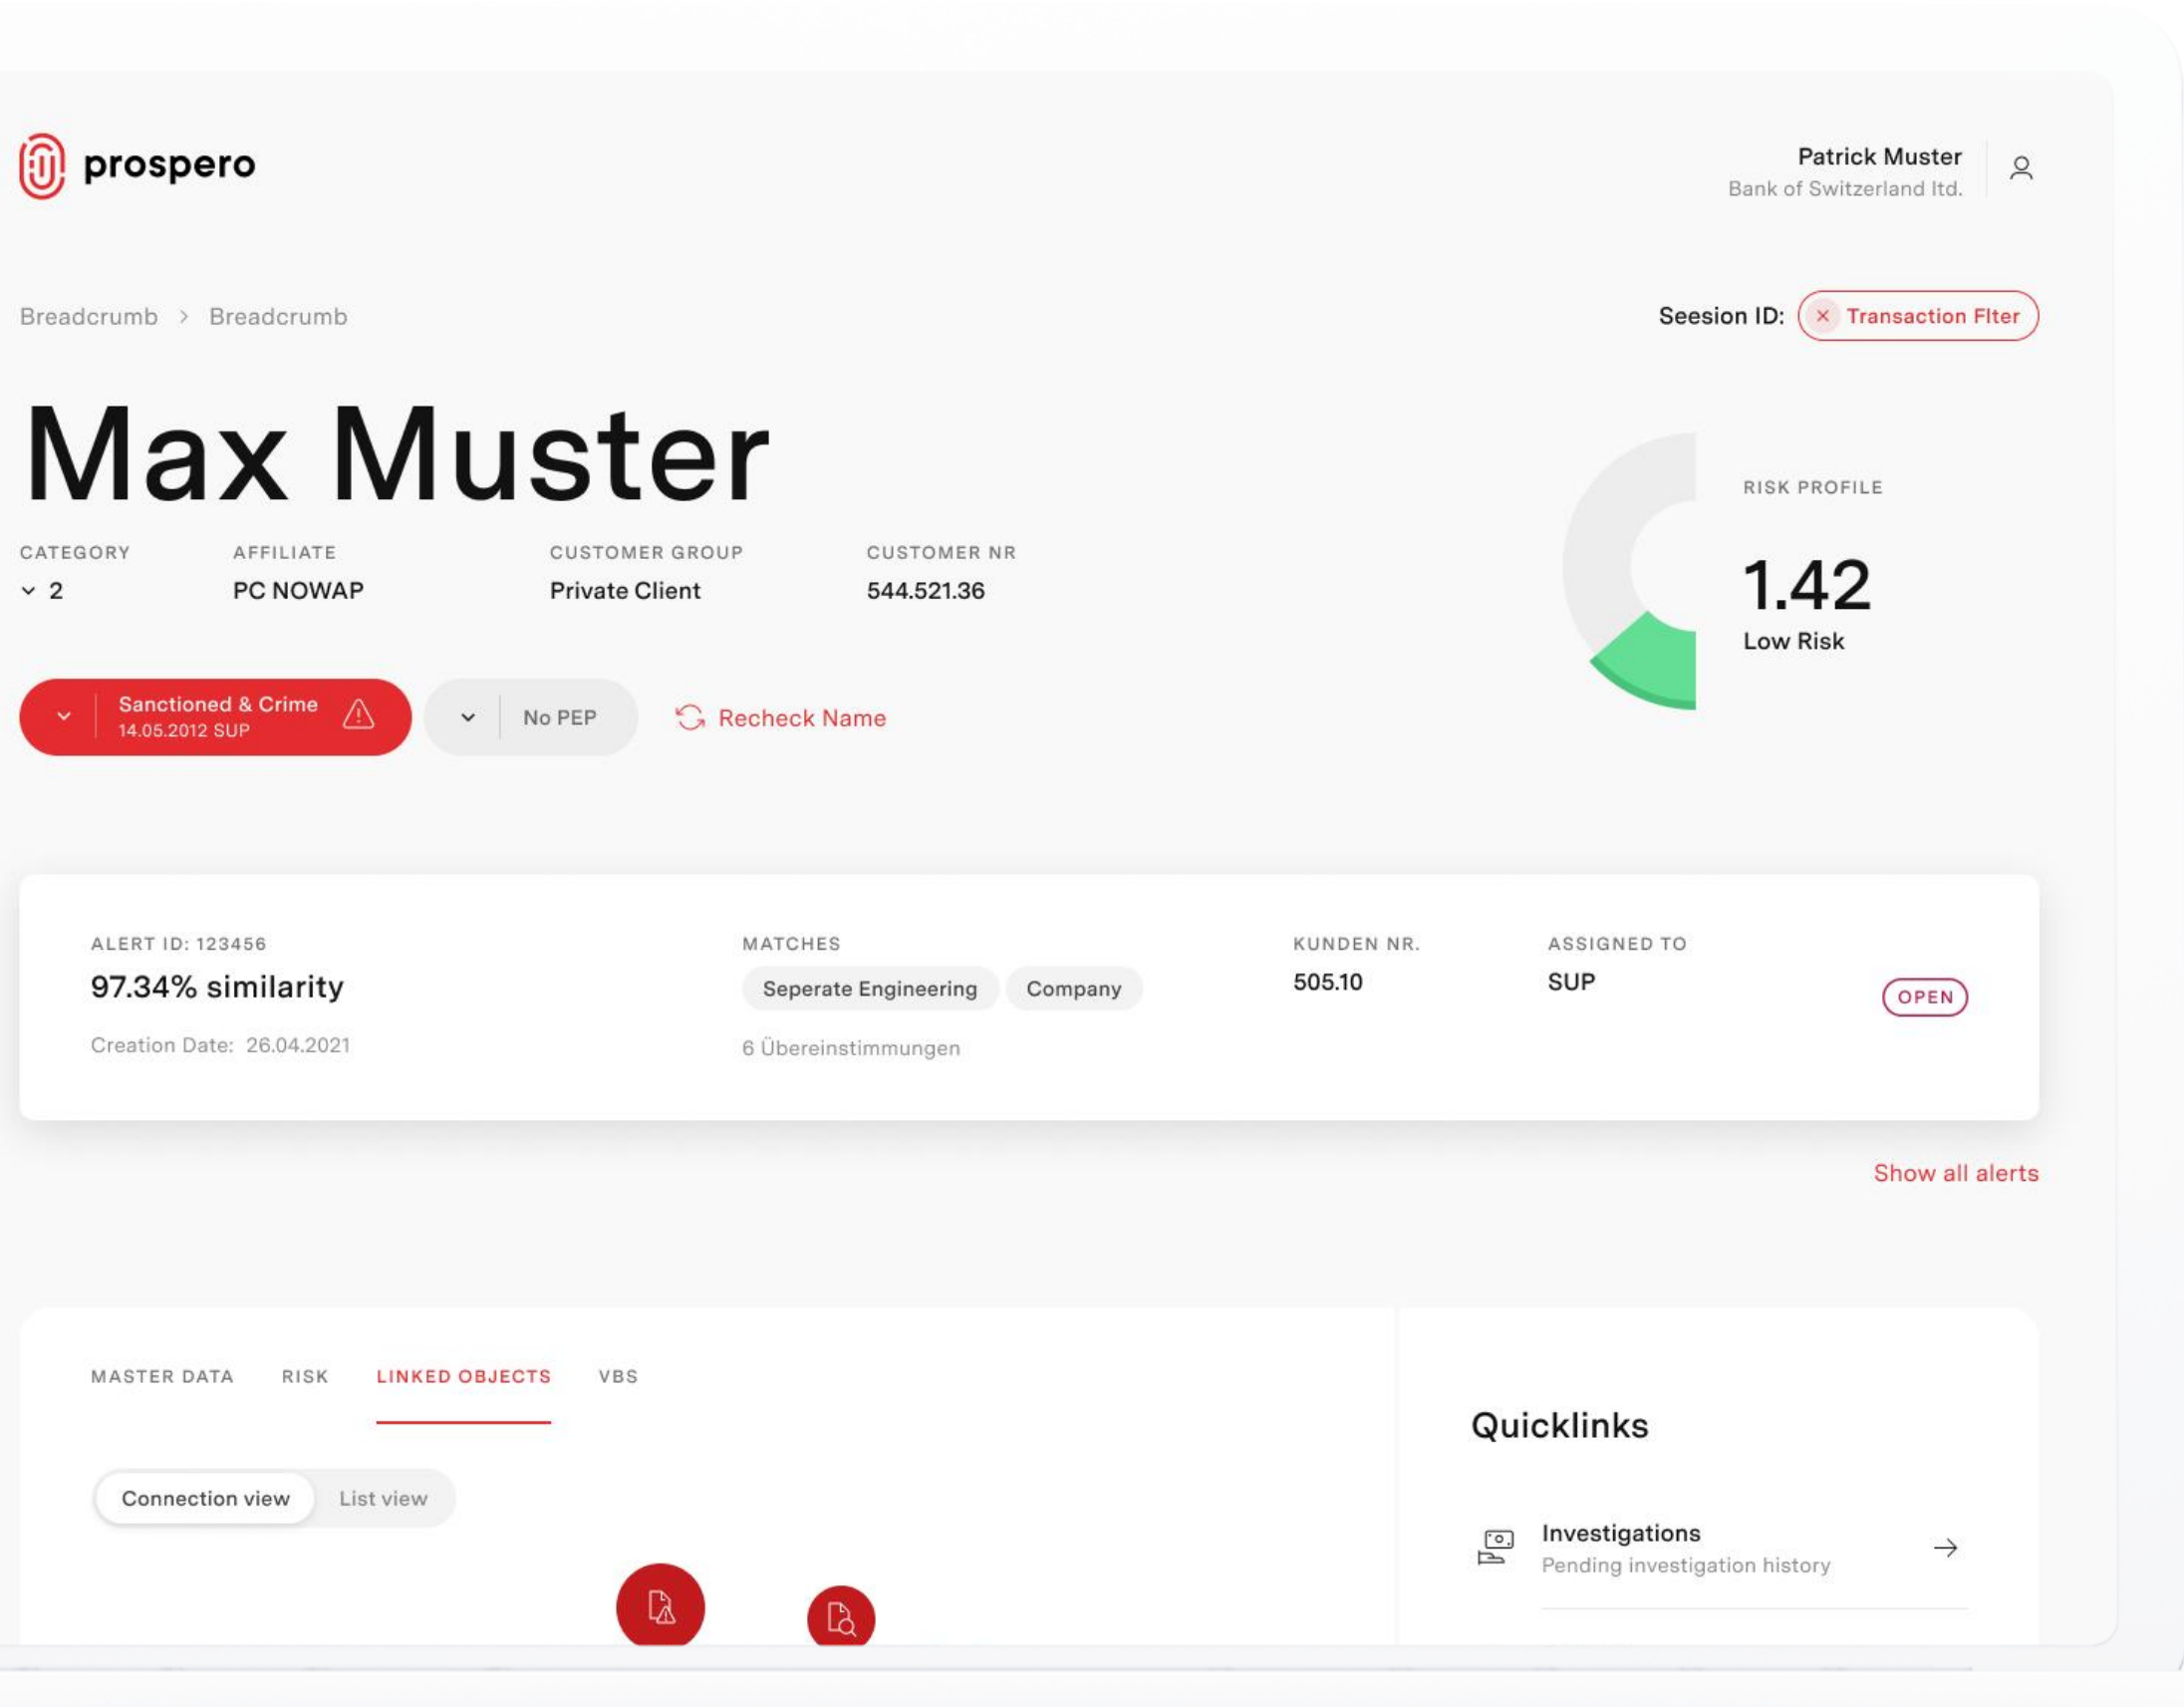 prospero
Patrick Muster
Bank of Switzerland ltd.
Breadcrumb > Breadcrumb
Seesion ID: × Transaction Flter
Max Muster
CATEGORY AFFILIATE CUSTOMER GROUP CUSTOMER NR
2 PC NOWAP Private Client 544.521.36
RISK PROFILE
1.42
Low Risk
Sanctioned & Crime
14.05.2012 SUP
No PEP
Recheck Name
ALERT ID: 123456 MATCHES KUNDEN NR. ASSIGNED TO
97.34% similarity Seperate Engineering Company 505.10 SUP OPEN
Creation Date: 26.04.2021 6 Übereinstimmungen
Show all alerts
MASTER DATA RISK LINKED OBJECTS VBS
Quicklinks
Connection view List view
Investigations
Pending investigation history